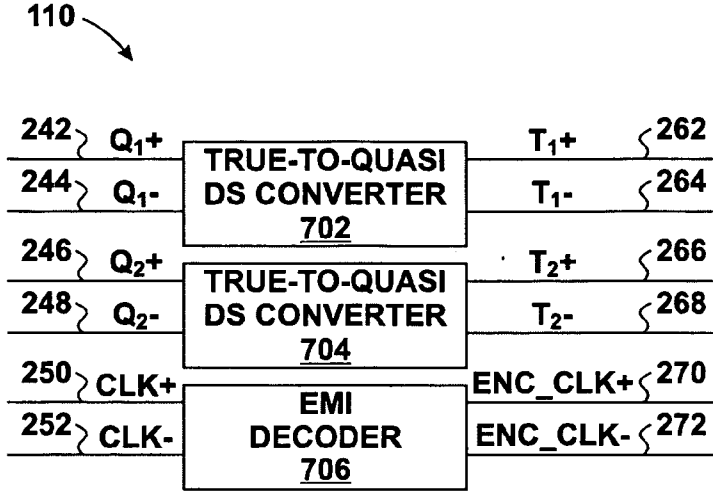 110
242 Q1+ TRUE-TO-QUASI T1+ 262
244 Q1- DS CONVERTER T1- 264
702
246 Q2+ TRUE-TO-QUASI T2+ 266
248 Q2- DS CONVERTER T2- 268
704
250 CLK+ EMI ENC_CLK+ 270
252 CLK- DECODER ENC_CLK- 272
706